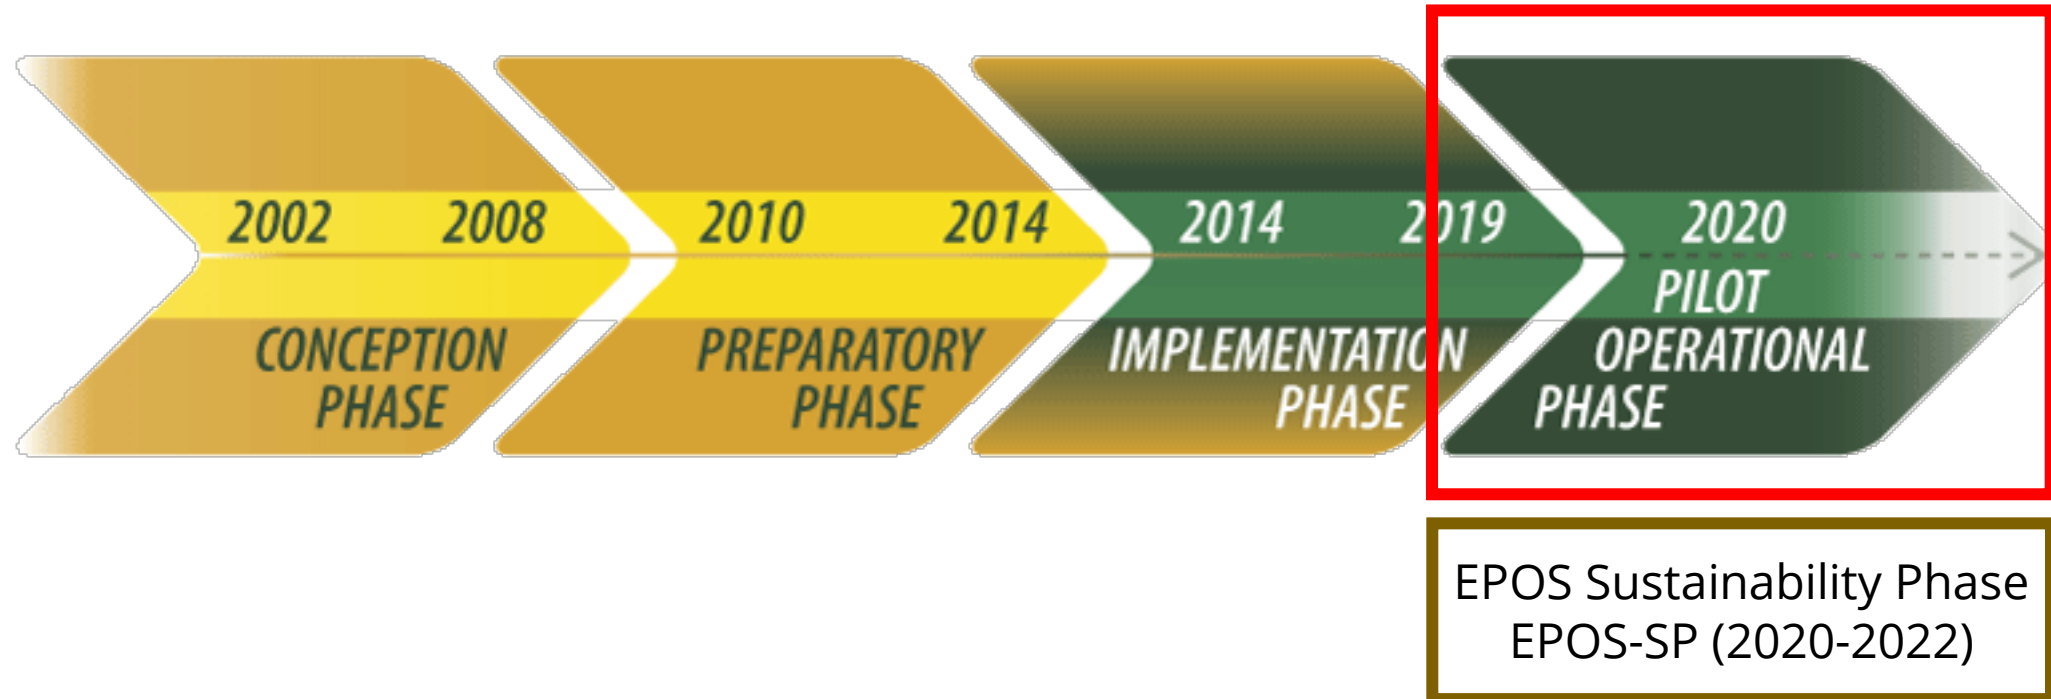 2002 2008
CONCEPTION
PHASE
2010 2014
PREPARATORY
PHASE
2014 2019
IMPLEMENTATION
PHASE
2020
PILOT
OPERATIONAL
PHASE
EPOS Sustainability Phase
EPOS-SP (2020-2022)